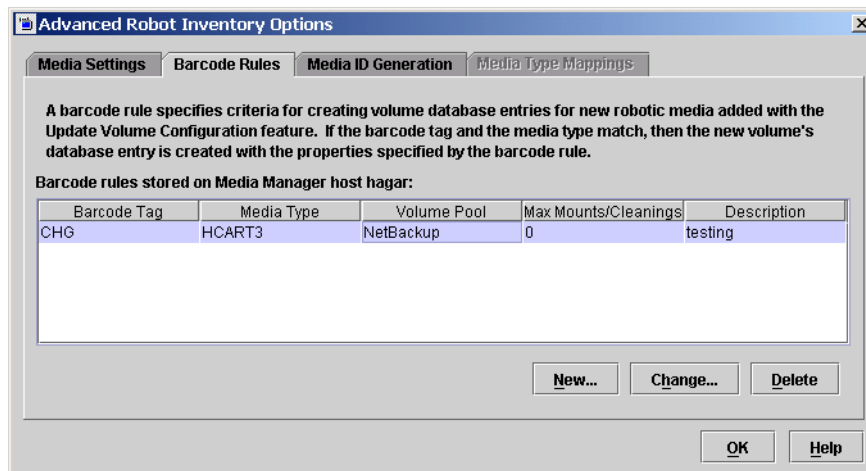 Advanced Robot Inventory Options
Media Settings Barcode Rules Media ID Generation Media Type Mappings
A barcode rule specifies criteria for creating volume database entries for new robotic media added with the
Update Volume Configuration feature. If the barcode tag and the media type match, then the new volume's
database entry is created with the properties specified by the barcode rule.
Barcode rules stored on Media Manager host hagar:
Barcode Tag Media Type Volume Pool Max Mounts/Cleanings Description
CHG HCART3 NetBackup 0 testing
New... Change... Delete
OK Help